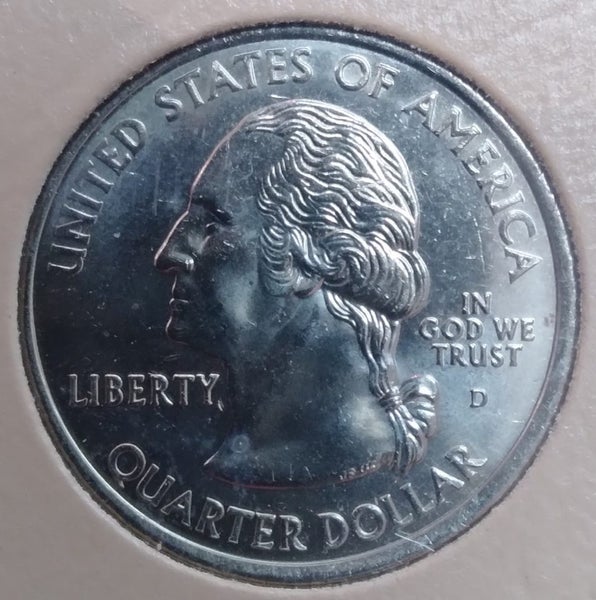 UNITED STATES OF AMERICA
LIBERTY
IN
GOD WE
TRUST
D
QUARTER DOLLAR